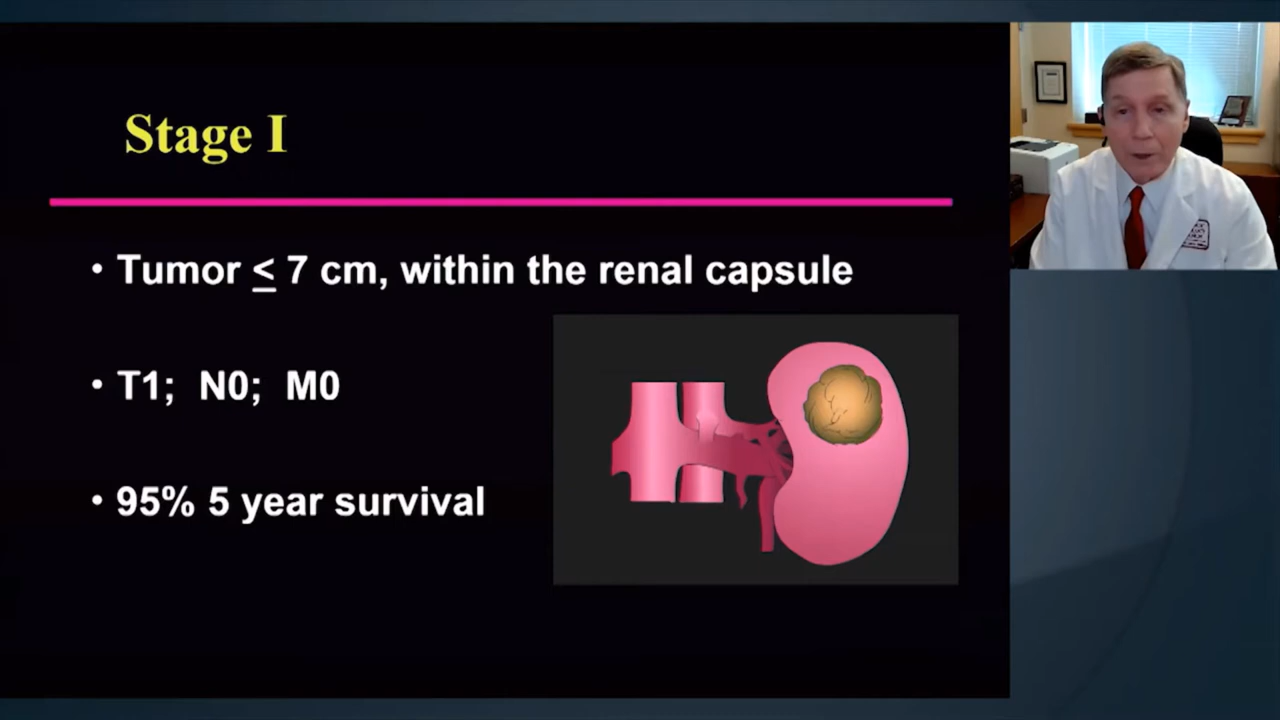 Stage I
• Tumor ≤ 7 cm, within the renal capsule
• T1; N0; M0
• 95% 5 year survival